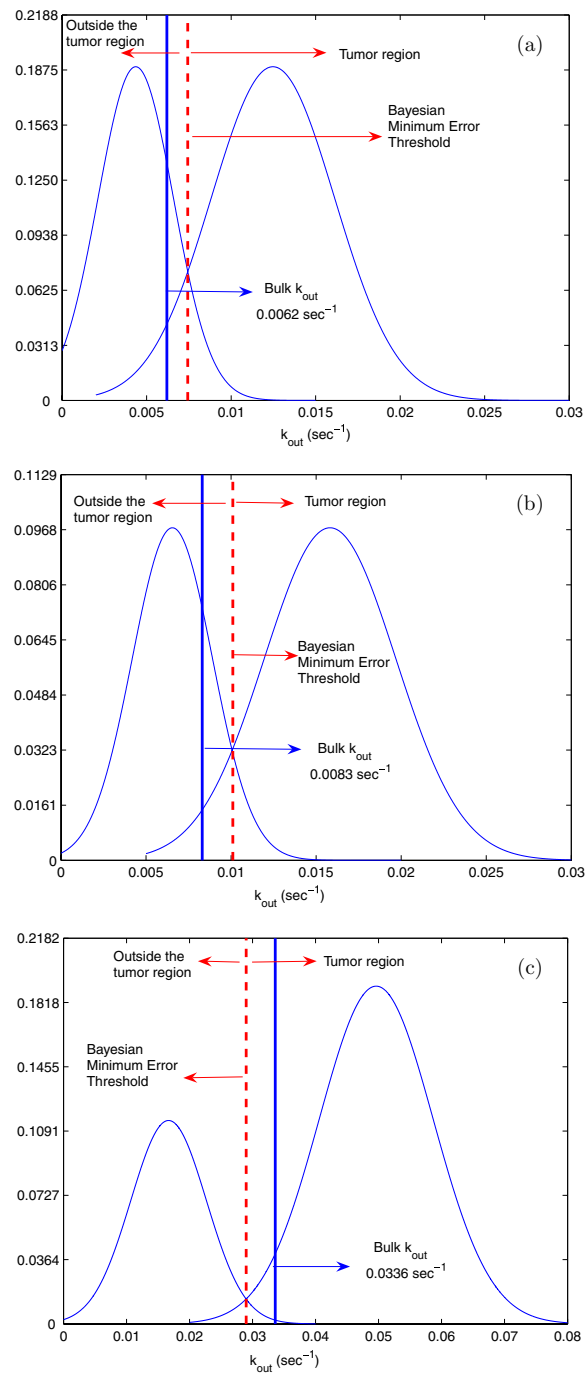 0.2188
Outside the
tumor region
Tumor region
(a)
0.1875
0.1563
Bayesian
Minimum Error
Threshold
0.1250
0.0938
0.0625
Bulk k_out
0.0062 sec⁻¹
0.0313
0
0 0.005 0.01 0.015 0.02 0.025 0.03
k_out (sec⁻¹)
0.1129
Outside the
tumor region
Tumor region
(b)
0.0968
0.0806
0.0645
Bayesian
Minimum Error
Threshold
0.0484
0.0323
Bulk k_out
0.0083 sec⁻¹
0.0161
0
0 0.005 0.01 0.015 0.02 0.025 0.03
k_out (sec⁻¹)
0.2182
Outside the
tumor region
Tumor region
(c)
0.1818
0.1455
Bayesian
Minimum Error
Threshold
0.1091
0.0727
0.0364
Bulk k_out
0.0336 sec⁻¹
0
0 0.01 0.02 0.03 0.04 0.05 0.06 0.07 0.08
k_out (sec⁻¹)